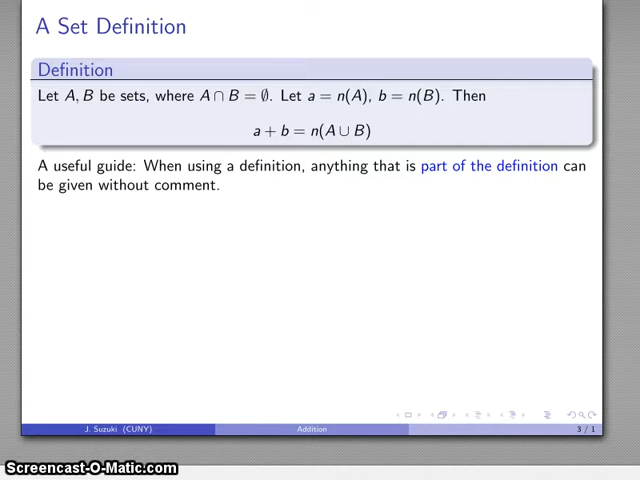 A Set Definition
Definition
Let A, B be sets, where A ∩ B = ∅. Let a = n(A), b = n(B). Then
a + b = n(A ∪ B)
A useful guide: When using a definition, anything that is part of the definition can
be given without comment.
J. Suzuki (CUNY) Addition 3 / 1
Screencast-O-Matic.com